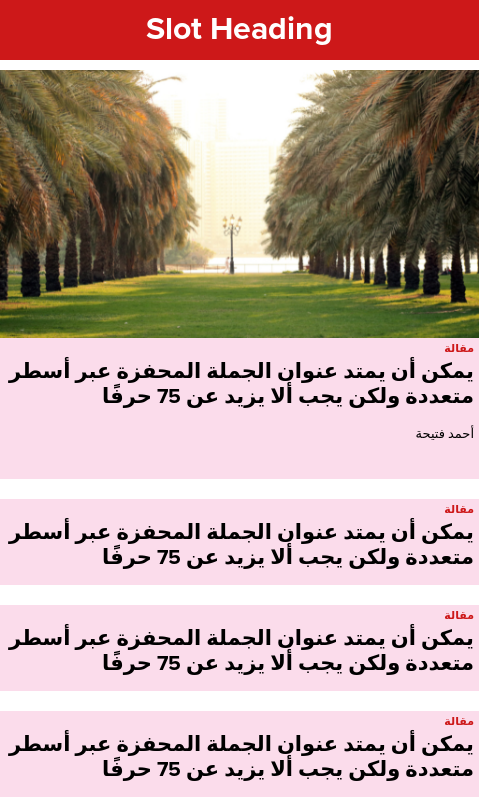 Slot Heading
مقالة
يمكن أن يمتد عنوان الجملة المحفزة عبر أسطر
متعددة ولكن يجب ألا يزيد عن 75 حرفًا
أحمد فتيحة
مقالة
يمكن أن يمتد عنوان الجملة المحفزة عبر أسطر
متعددة ولكن يجب ألا يزيد عن 75 حرفًا
مقالة
يمكن أن يمتد عنوان الجملة المحفزة عبر أسطر
متعددة ولكن يجب ألا يزيد عن 75 حرفًا
مقالة
يمكن أن يمتد عنوان الجملة المحفزة عبر أسطر
متعددة ولكن يجب ألا يزيد عن 75 حرفًا